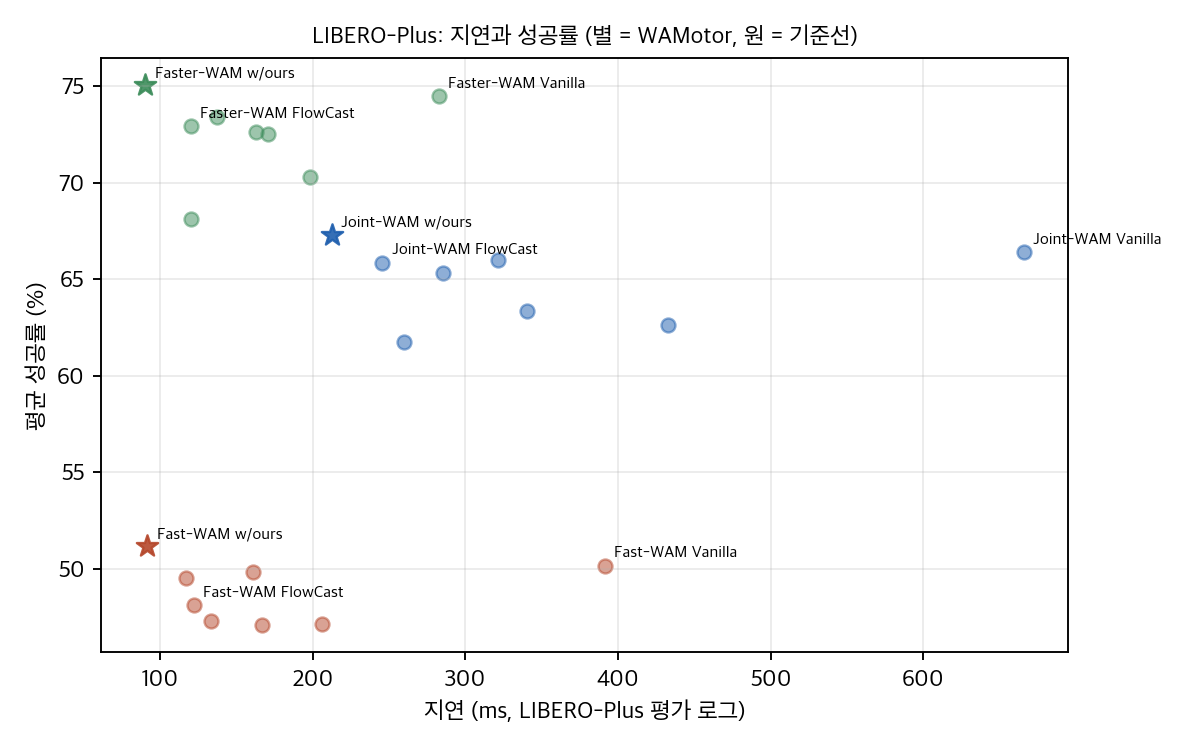 LIBERO-Plus: 지연과 성공률 (별 = WAMotor, 원 = 기준선)
평균 성공률 (%)
75
70
65
60
55
50
Faster-WAM w/ours
Faster-WAM Vanilla
Faster-WAM FlowCast
Joint-WAM w/ours
Joint-WAM Vanilla
Joint-WAM FlowCast
Fast-WAM w/ours
Fast-WAM Vanilla
Fast-WAM FlowCast
100 200 300 400 500 600
지연 (ms, LIBERO-Plus 평가 로그)